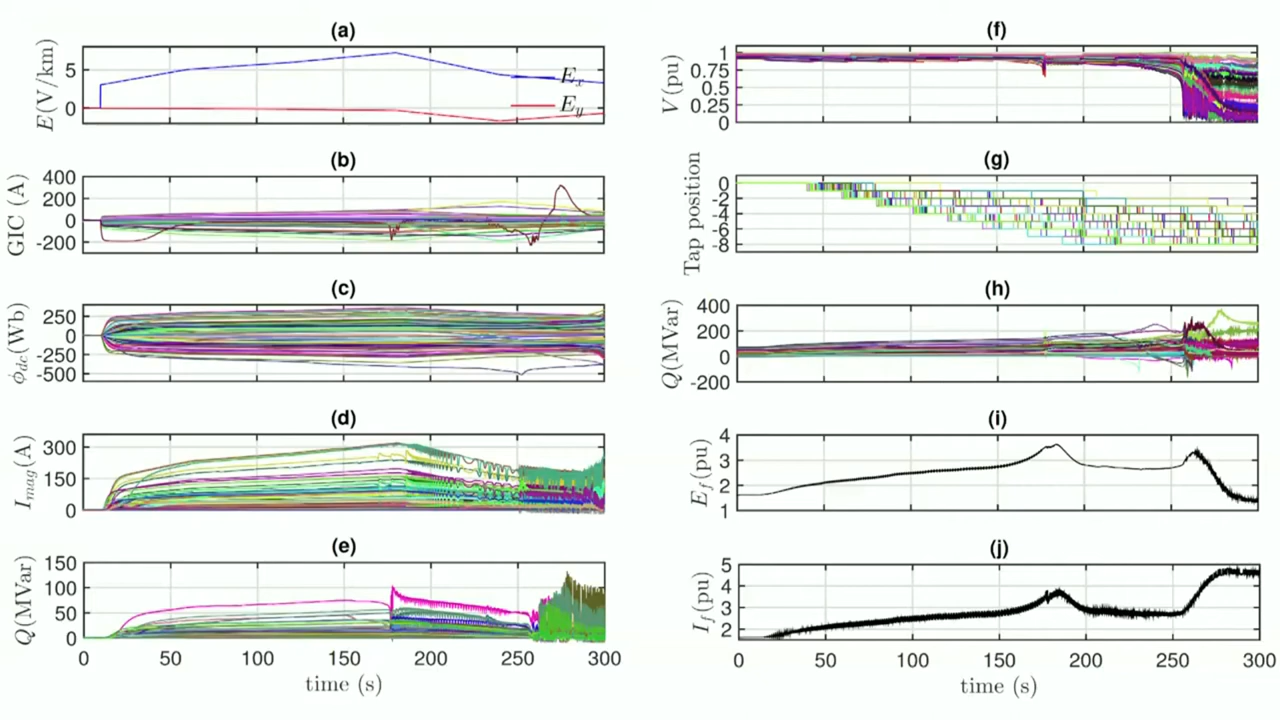 (a)
E(V/km)
5
0
E_x
E_y
(b)
GIC (A)
400
200
0
-200
(c)
ϕ_dc(Wb)
250
0
-250
-500
(d)
I_mag(A)
300
150
0
(e)
Q(MVar)
150
100
50
0
0 50 100 150 200 250 300
time (s)
(f)
V(pu)
1
0.75
0.5
0.25
0
(g)
Tap position
0
-2
-4
-6
-8
(h)
Q(MVar)
400
200
0
-200
(i)
E_f(pu)
4
3
2
1
(j)
I_f(pu)
5
4
3
2
0 50 100 150 200 250 300
time (s)